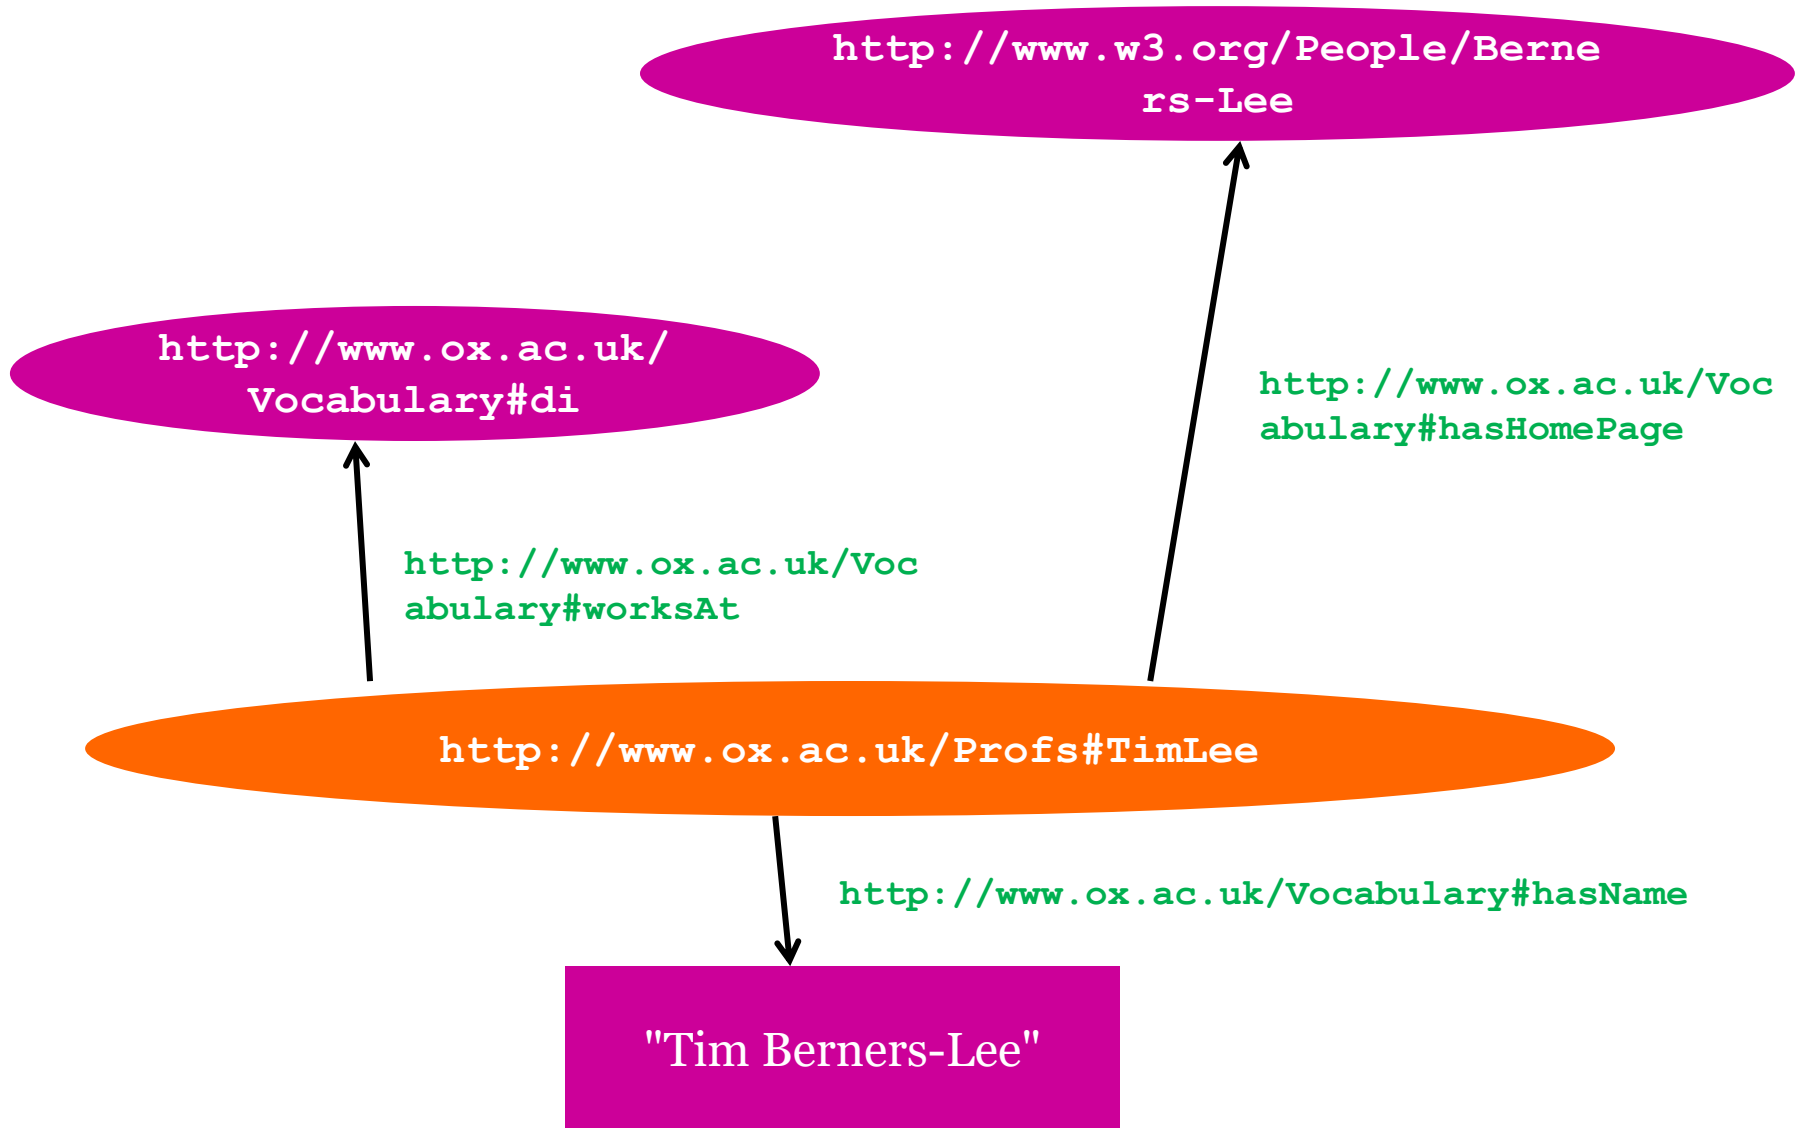 http://www.w3.org/People/Berne
rs-Lee
http://www.ox.ac.uk/
Vocabulary#di
http://www.ox.ac.uk/Voc
abulary#hasHomePage
http://www.ox.ac.uk/Voc
abulary#worksAt
http://www.ox.ac.uk/Profs#TimLee
http://www.ox.ac.uk/Vocabulary#hasName
"Tim Berners-Lee"